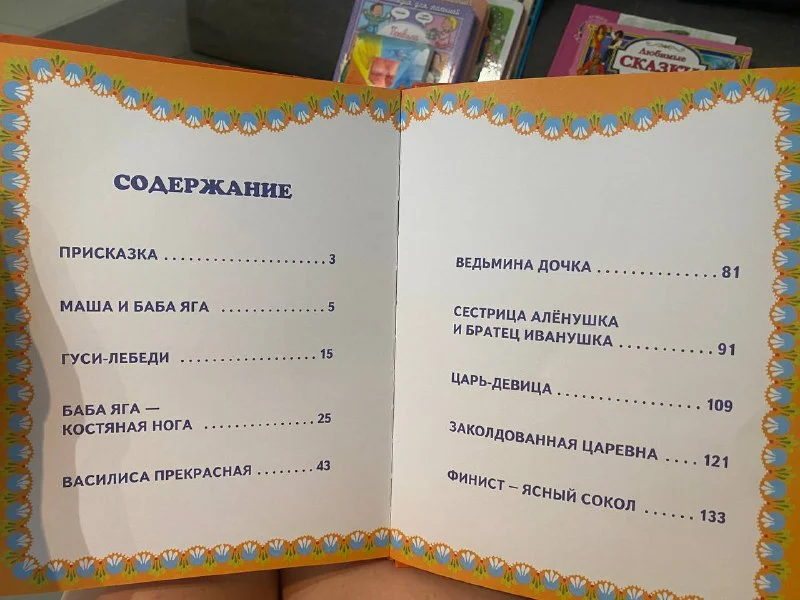 Любимые
СКАЗКИ
СОДЕРЖАНИЕ
ПРИСКАЗКА ........................ 3
МАША И БАБА ЯГА ............... 5
ГУСИ-ЛЕБЕДИ ................... 15
БАБА ЯГА —
КОСТЯНАЯ НОГА ............... 25
ВАСИЛИСА ПРЕКРАСНАЯ ........ 43
ВЕДЬМИНА ДОЧКА ............... 81
СЕСТРИЦА АЛЁНУШКА
И БРАТЕЦ ИВАНУШКА ............. 91
ЦАРЬ-ДЕВИЦА .................. 109
ЗАКОЛДОВАННАЯ ЦАРЕВНА .... 121
ФИНИСТ – ЯСНЫЙ СОКОЛ ...... 133